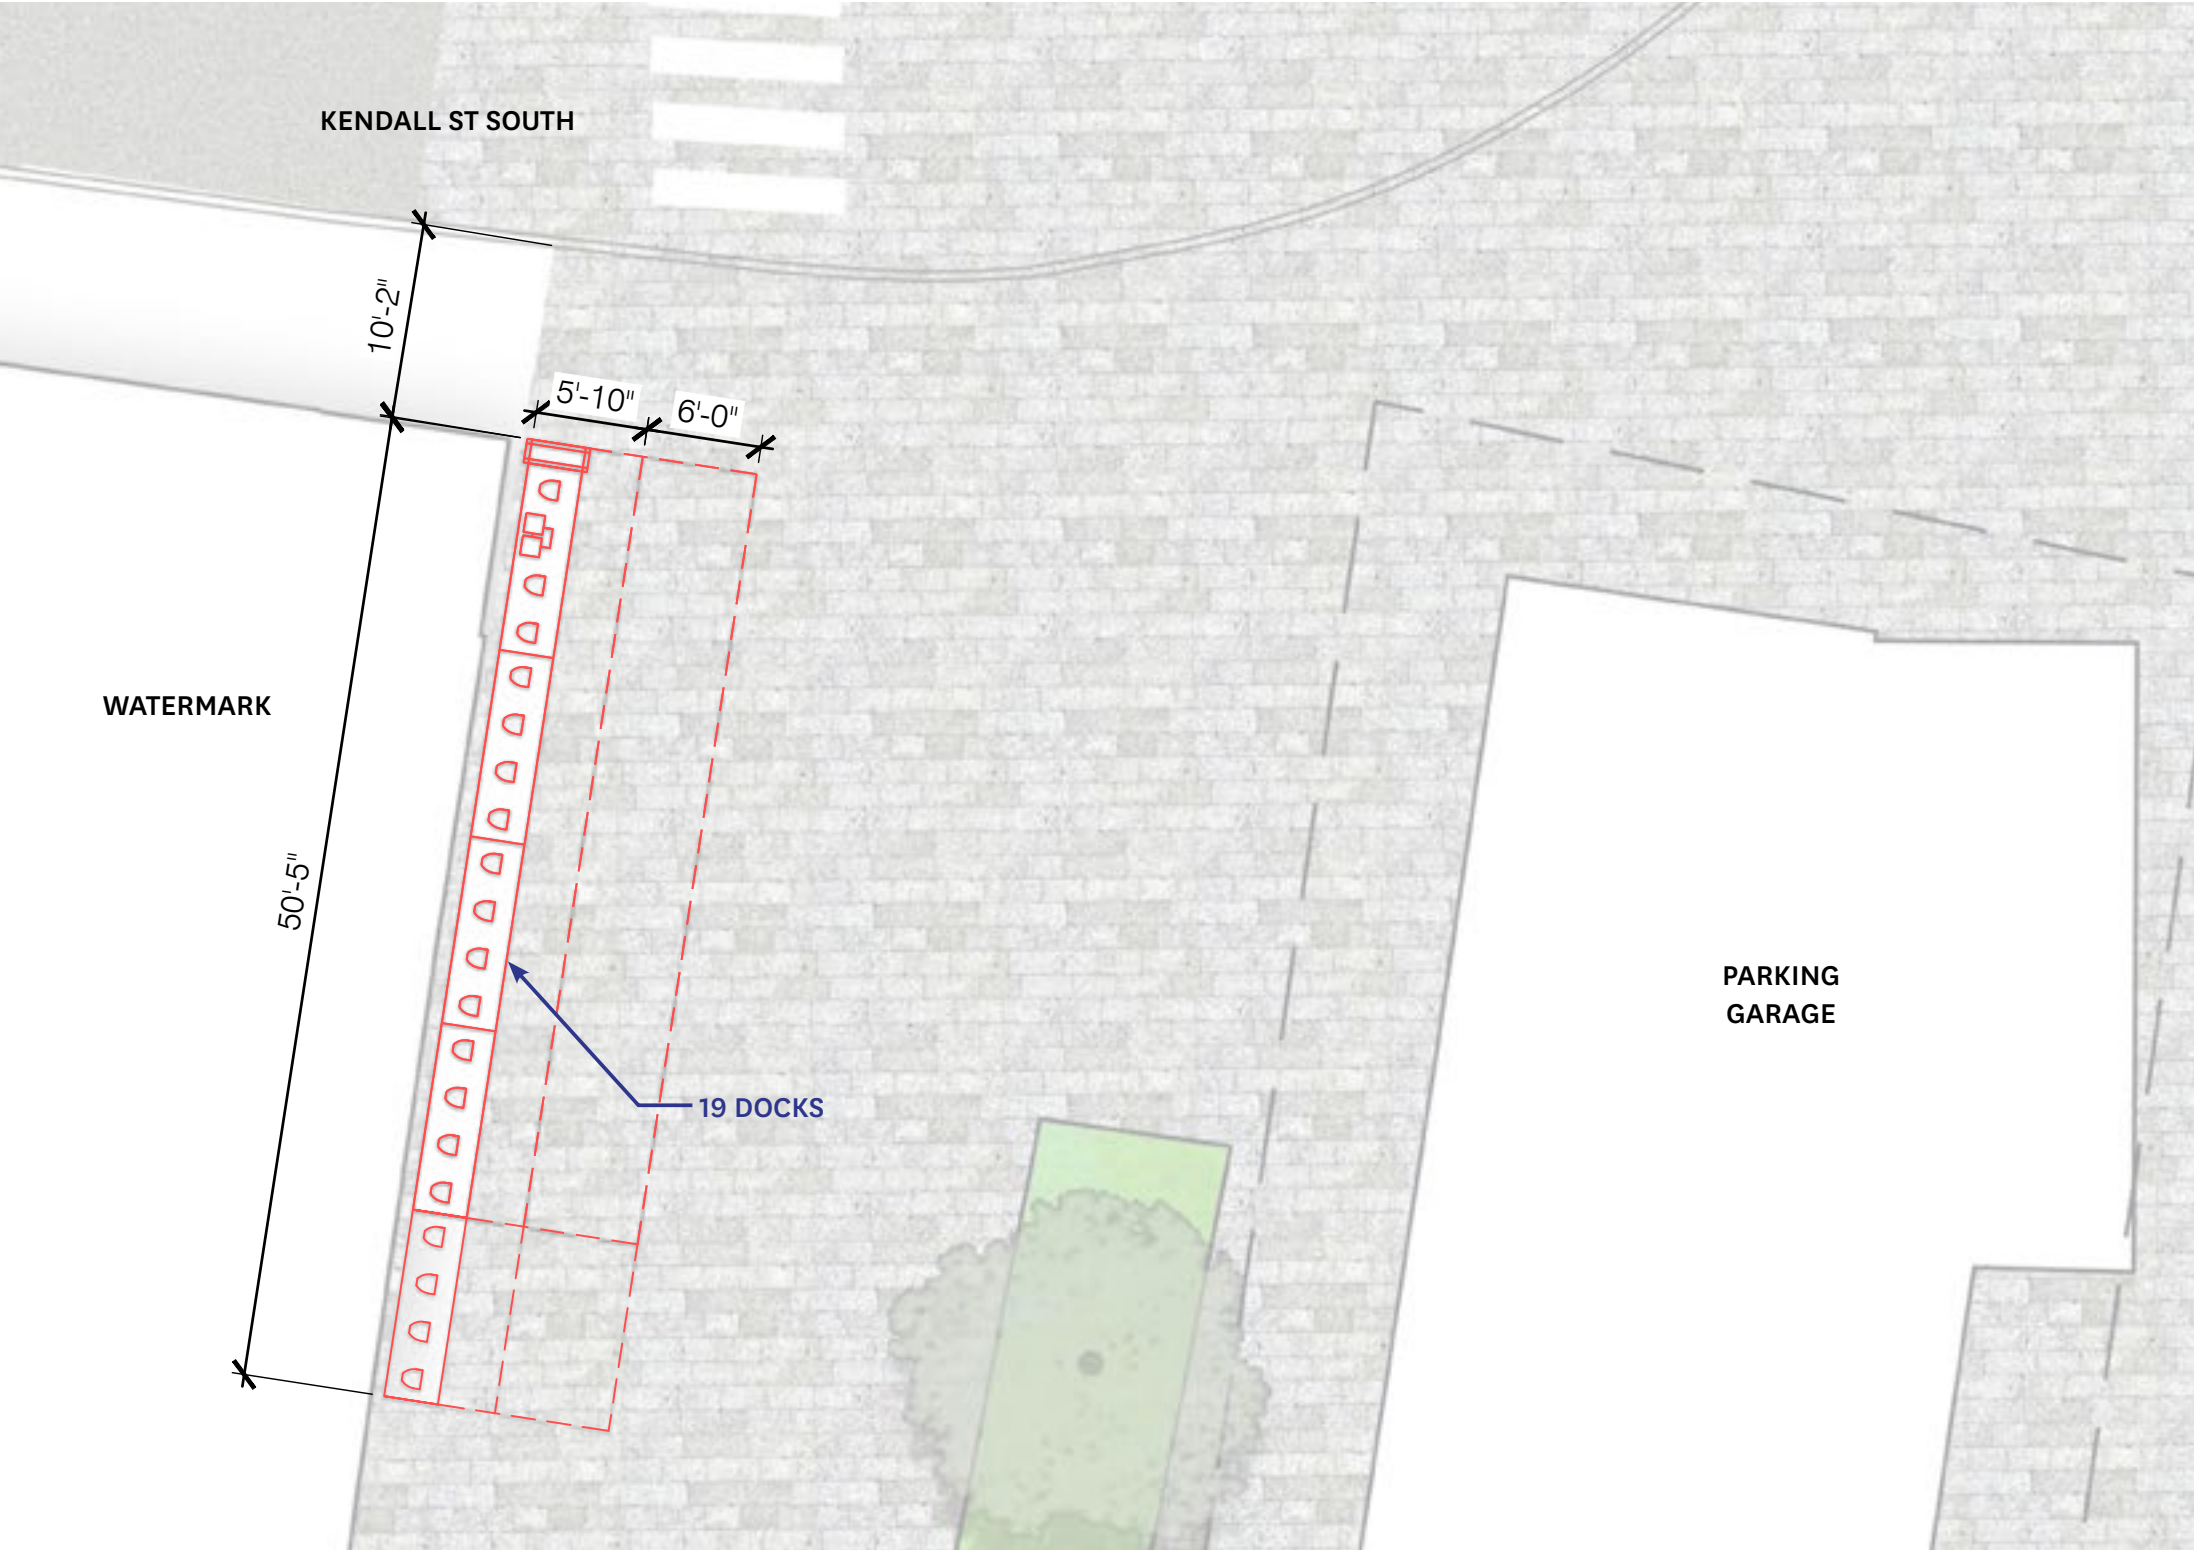 KENDALL ST SOUTH
10'-2"
5'-10"
6'-0"
WATERMARK
50'-5"
PARKING
GARAGE
19 DOCKS